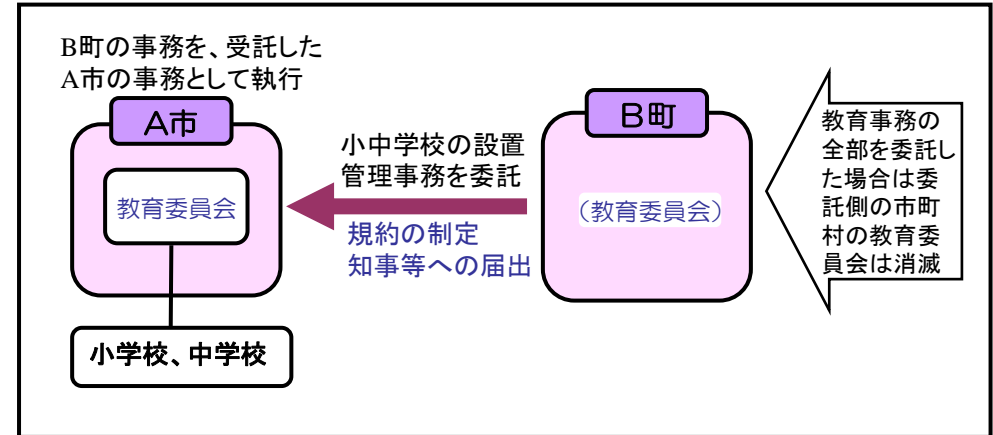 B町の事務を、受託した
A市の事務として執行
A市
教育委員会
小学校、中学校
小中学校の設置
管理事務を委託
規約の制定
知事等への届出
B町
（教育委員会）
教育事務の
全部を委託し
た場合は委
託側の市町
村の教育委
員会は消滅